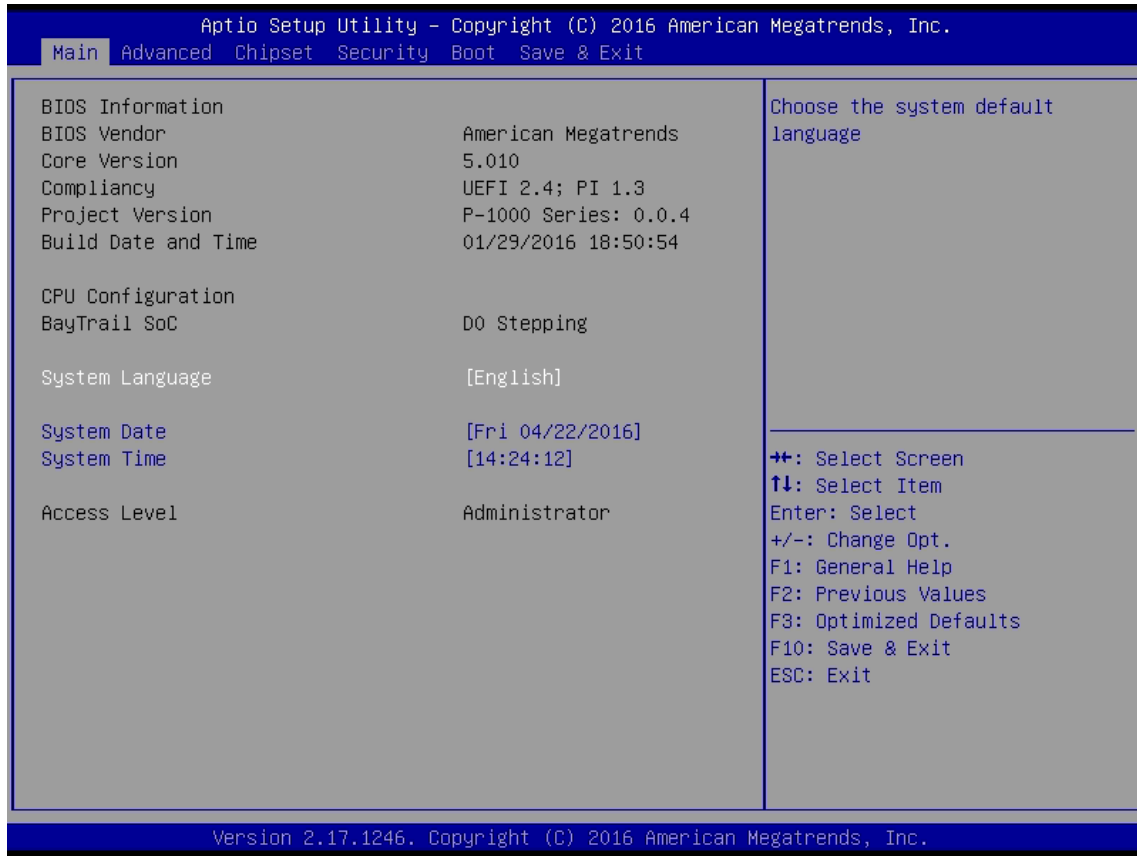 Aptio Setup Utility – Copyright (C) 2016 American Megatrends, Inc.
Main Advanced Chipset Security Boot Save & Exit
BIOS Information
BIOS Vendor American Megatrends
Core Version 5.010
Compliancy UEFI 2.4; PI 1.3
Project Version P-1000 Series: 0.0.4
Build Date and Time 01/29/2016 18:50:54
CPU Configuration
BayTrail SoC D0 Stepping
System Language [English]
System Date [Fri 04/22/2016]
System Time [14:24:12]
Access Level Administrator
Choose the system default
language
→←: Select Screen
↑↓: Select Item
Enter: Select
+/-: Change Opt.
F1: General Help
F2: Previous Values
F3: Optimized Defaults
F10: Save & Exit
ESC: Exit
Version 2.17.1246. Copyright (C) 2016 American Megatrends, Inc.